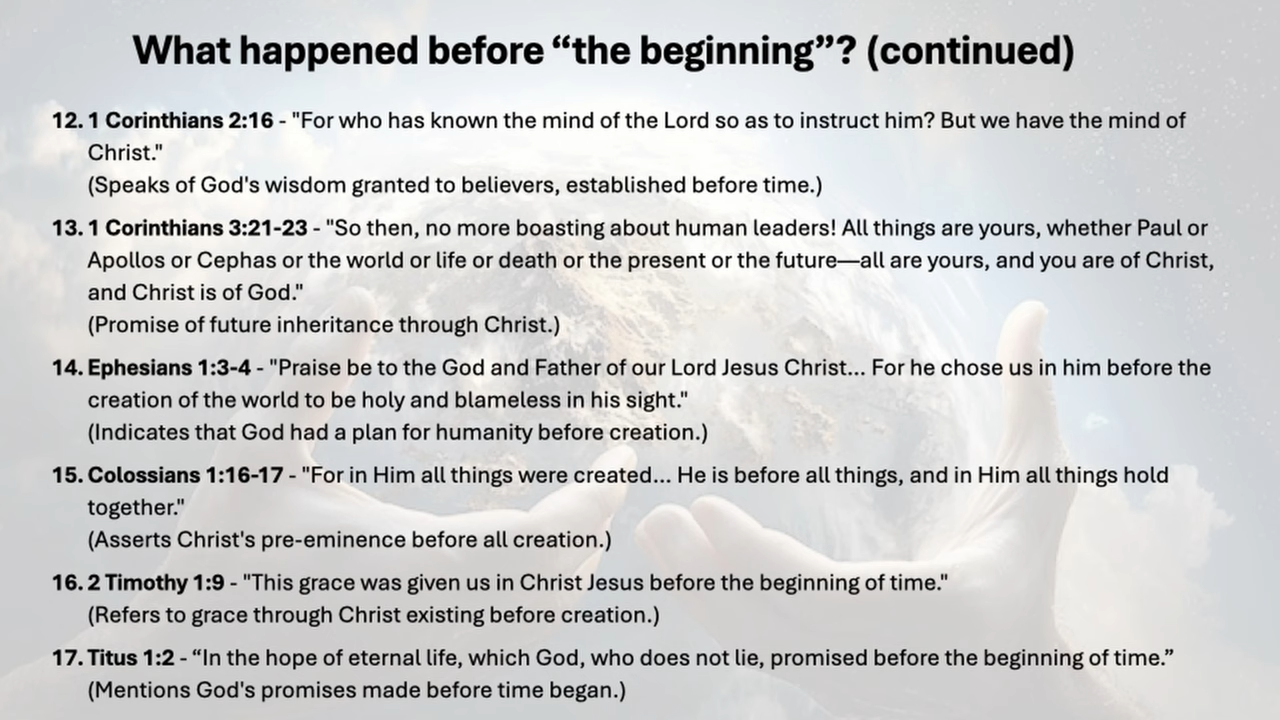 What happened before “the beginning”? (continued)
12. 1 Corinthians 2:16 - "For who has known the mind of the Lord so as to instruct him? But we have the mind of
Christ."
(Speaks of God's wisdom granted to believers, established before time.)
13. 1 Corinthians 3:21-23 - "So then, no more boasting about human leaders! All things are yours, whether Paul or
Apollos or Cephas or the world or life or death or the present or the future—all are yours, and you are of Christ,
and Christ is of God."
(Promise of future inheritance through Christ.)
14. Ephesians 1:3-4 - "Praise be to the God and Father of our Lord Jesus Christ... For he chose us in him before the
creation of the world to be holy and blameless in his sight."
(Indicates that God had a plan for humanity before creation.)
15. Colossians 1:16-17 - "For in Him all things were created... He is before all things, and in Him all things hold
together."
(Asserts Christ's pre-eminence before all creation.)
16. 2 Timothy 1:9 - "This grace was given us in Christ Jesus before the beginning of time."
(Refers to grace through Christ existing before creation.)
17. Titus 1:2 - “In the hope of eternal life, which God, who does not lie, promised before the beginning of time.”
(Mentions God's promises made before time began.)